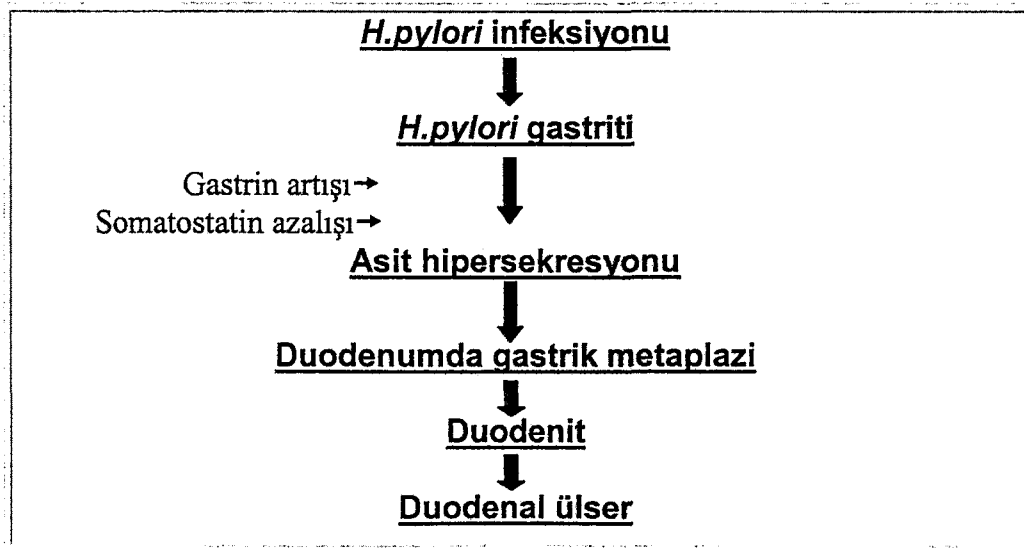 H.pylori infeksiyonu
H.pylori gastriti
Gastrin artışı→
Somatostatin azalışı→
Asit hipersekresyonu
Duodenumda gastrik metaplazi
Duodenit
Duodenal ülser